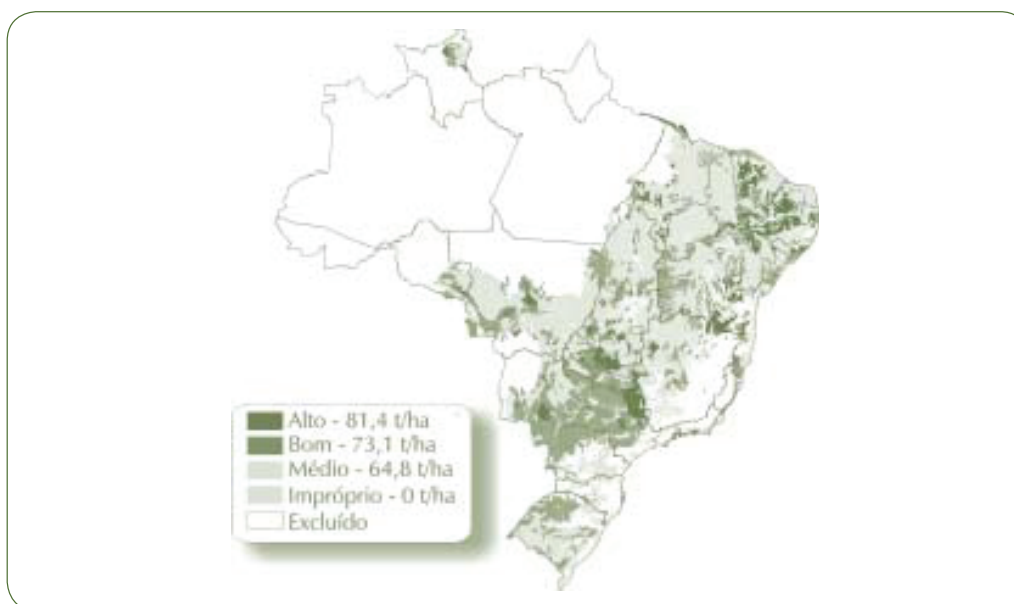 Alto - 81,4 t/ha
Bom - 73,1 t/ha
Médio - 64,8 t/ha
Impróprio - 0 t/ha
Excluído